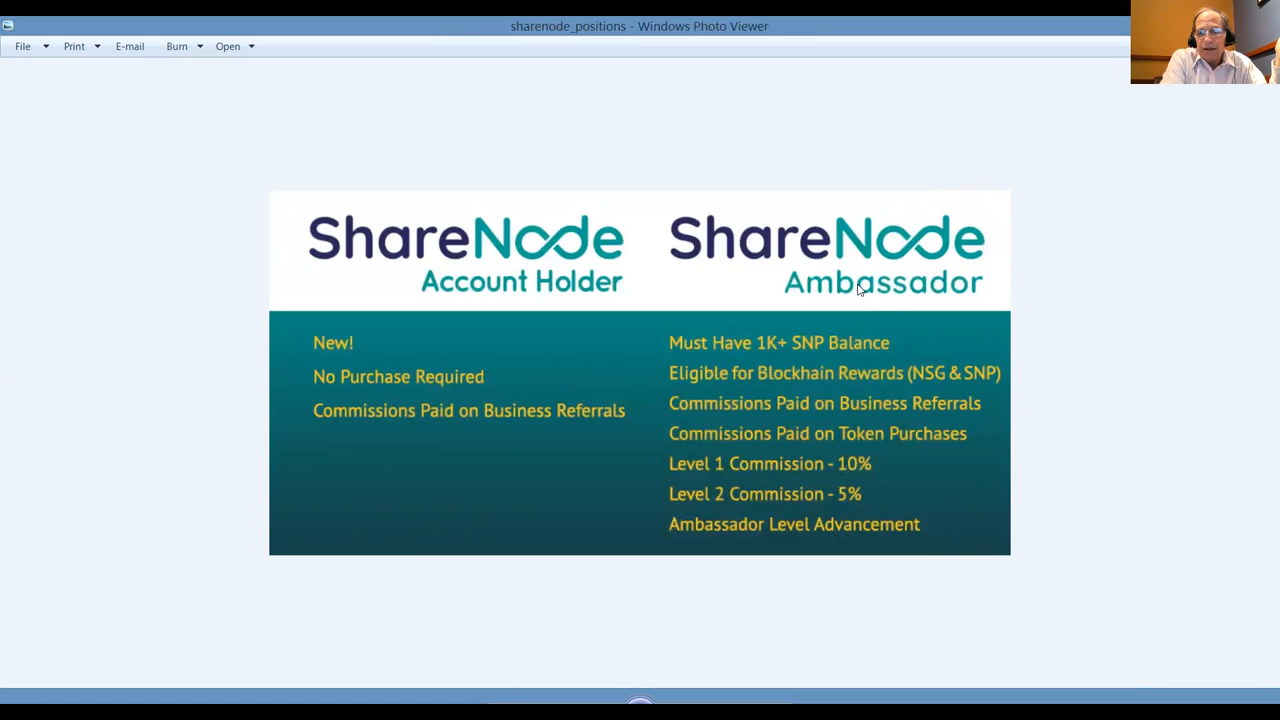 sharenode_positions - Windows Photo Viewer
File Print E-mail Burn Open
ShareNode
Account Holder
New!
No Purchase Required
Commissions Paid on Business Referrals
ShareNode
Ambassador
Must Have 1K+ SNP Balance
Eligible for Blockhain Rewards (NSG & SNP)
Commissions Paid on Business Referrals
Commissions Paid on Token Purchases
Level 1 Commission - 10%
Level 2 Commission - 5%
Ambassador Level Advancement